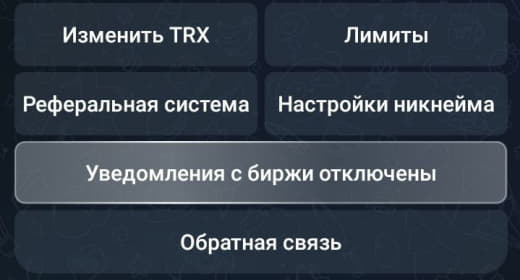 Изменить TRX
Лимиты
Реферальная система
Настройки никнейма
Уведомления с биржи отключены
Обратная связь